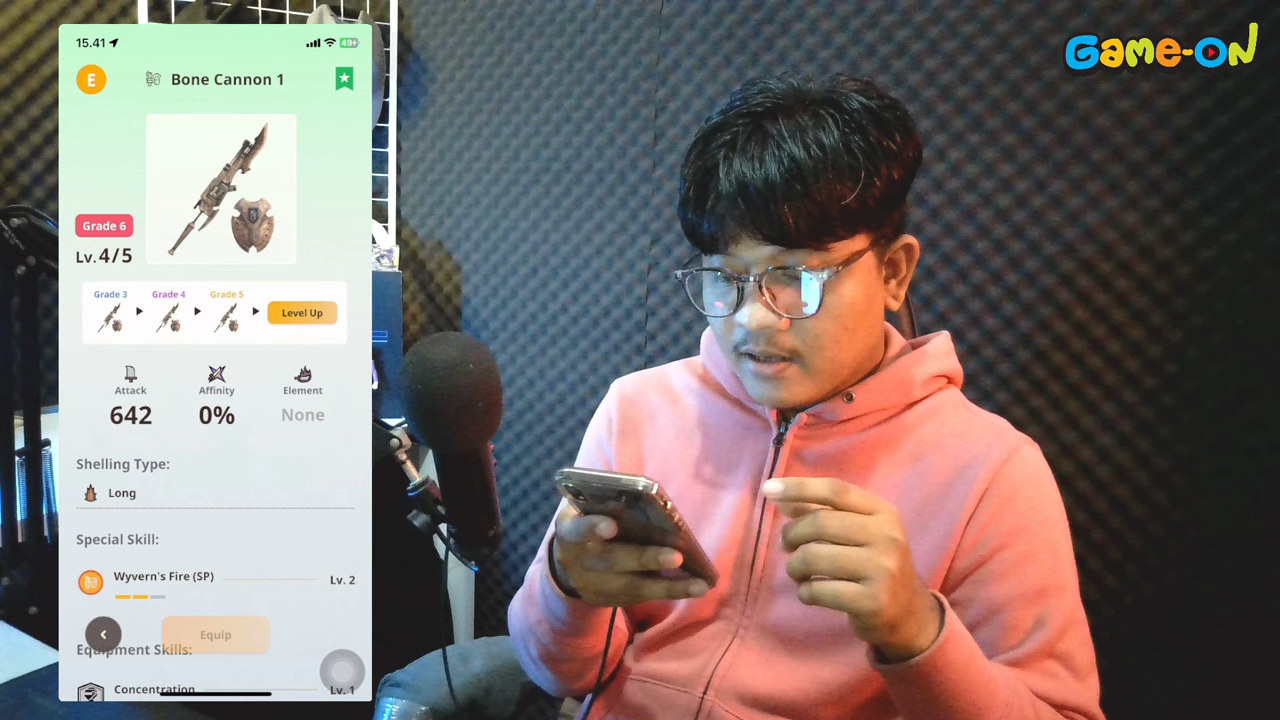 15.41
49
GAME-ON
E
Bone Cannon 1
Grade 6
Lv. 4/5
Grade 3
Grade 4
Grade 5
Level Up
Attack
Affinity
Element
642
0%
None
Shelling Type:
Long
Special Skill:
Wyvern's Fire (SP)
Lv. 2
Equip
Equipment Skills:
Concentration
Lv. 1